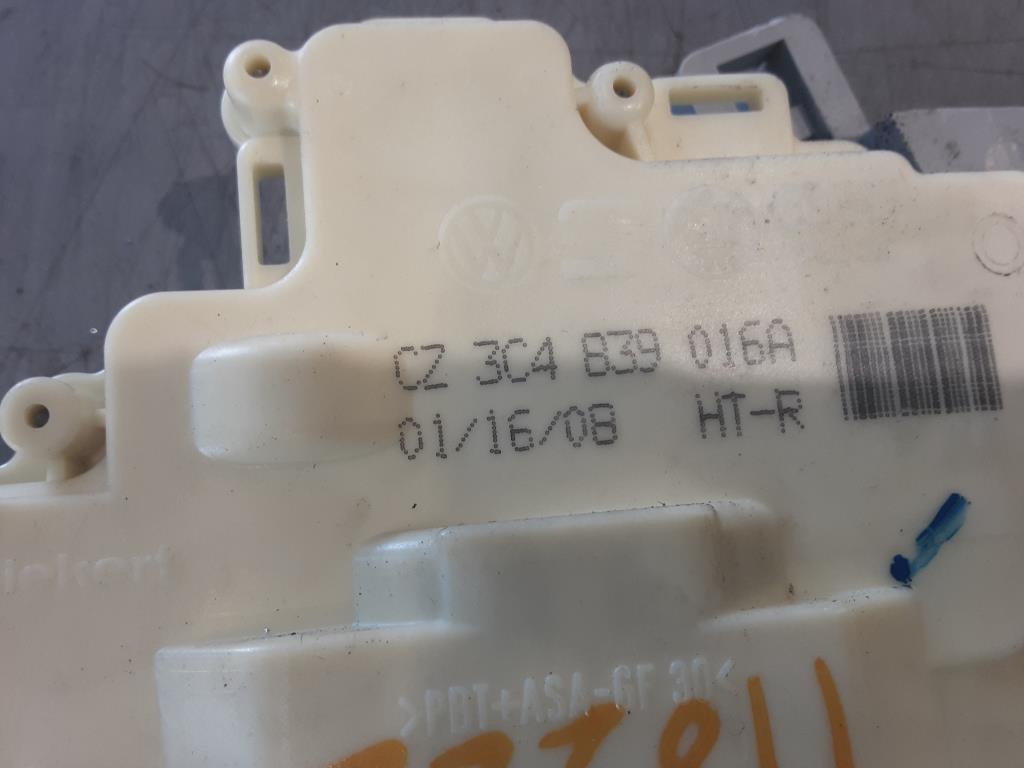 CZ 3C4 839 016A
01/16/08 HT-R
>PBT+ASA-GF 30<